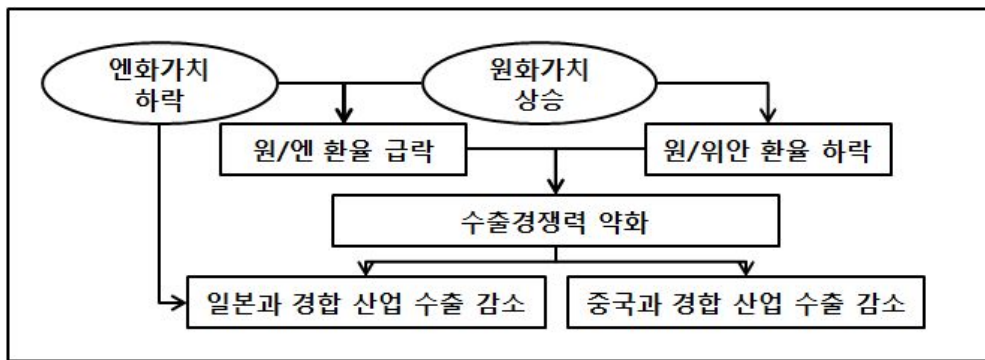 엔화가치
하락
원화가치
상승
원/엔 환율 급락
원/위안 환율 하락
수출경쟁력 약화
일본과 경합 산업 수출 감소
중국과 경합 산업 수출 감소